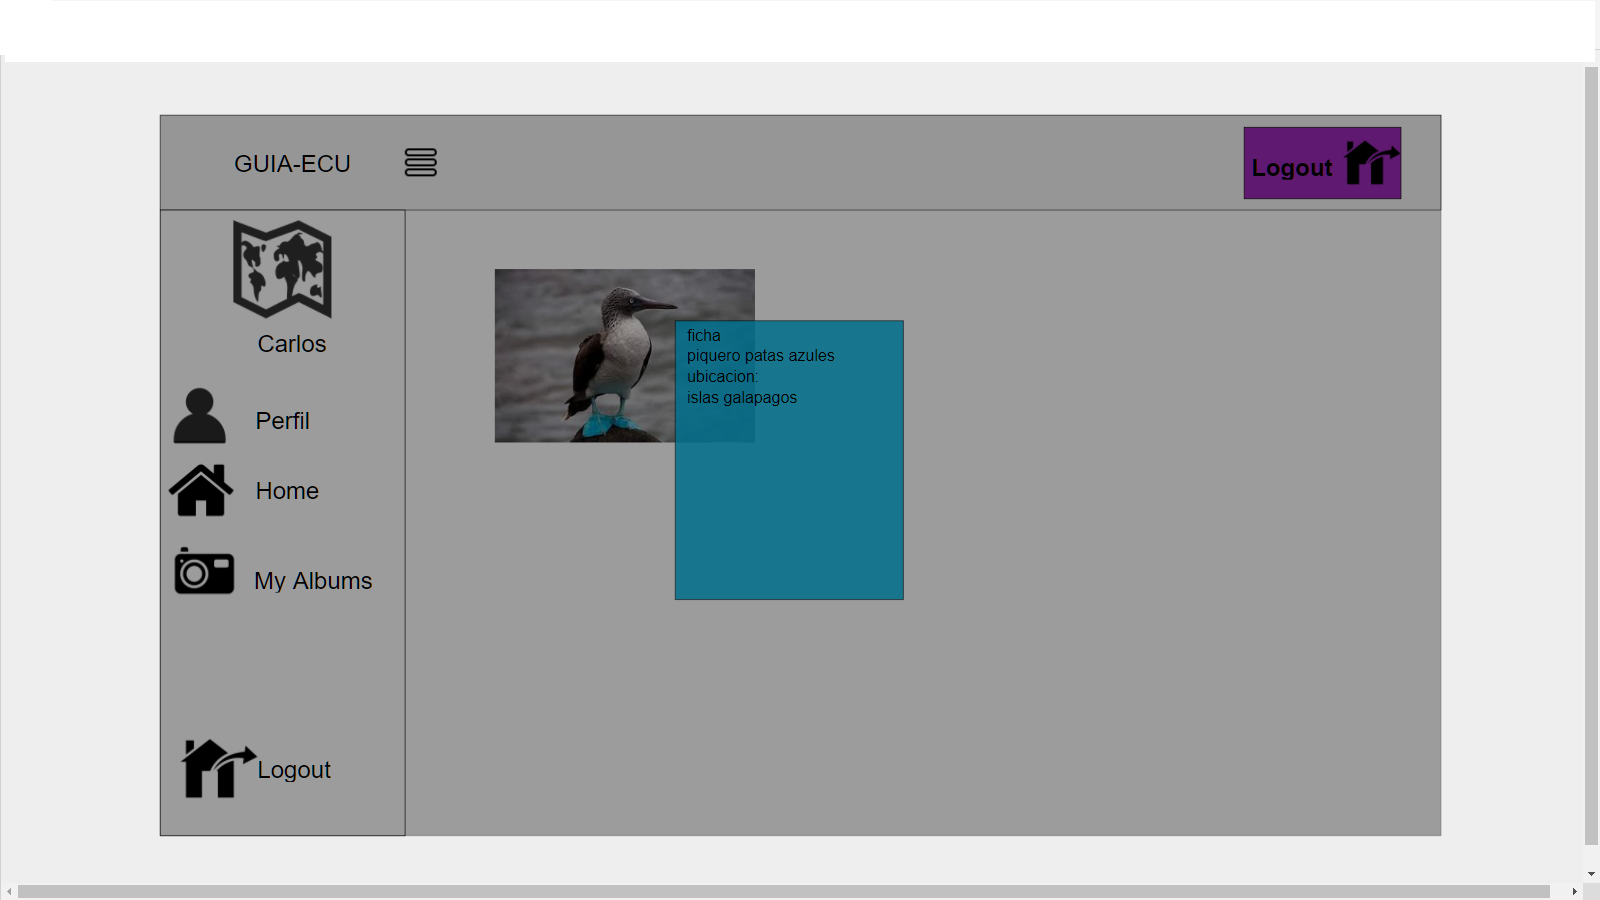 GUIA-ECU
Logout
Carlos
Perfil
Home
My Albums
Logout
ficha
piquero patas azules
ubicacion:
islas galapagos